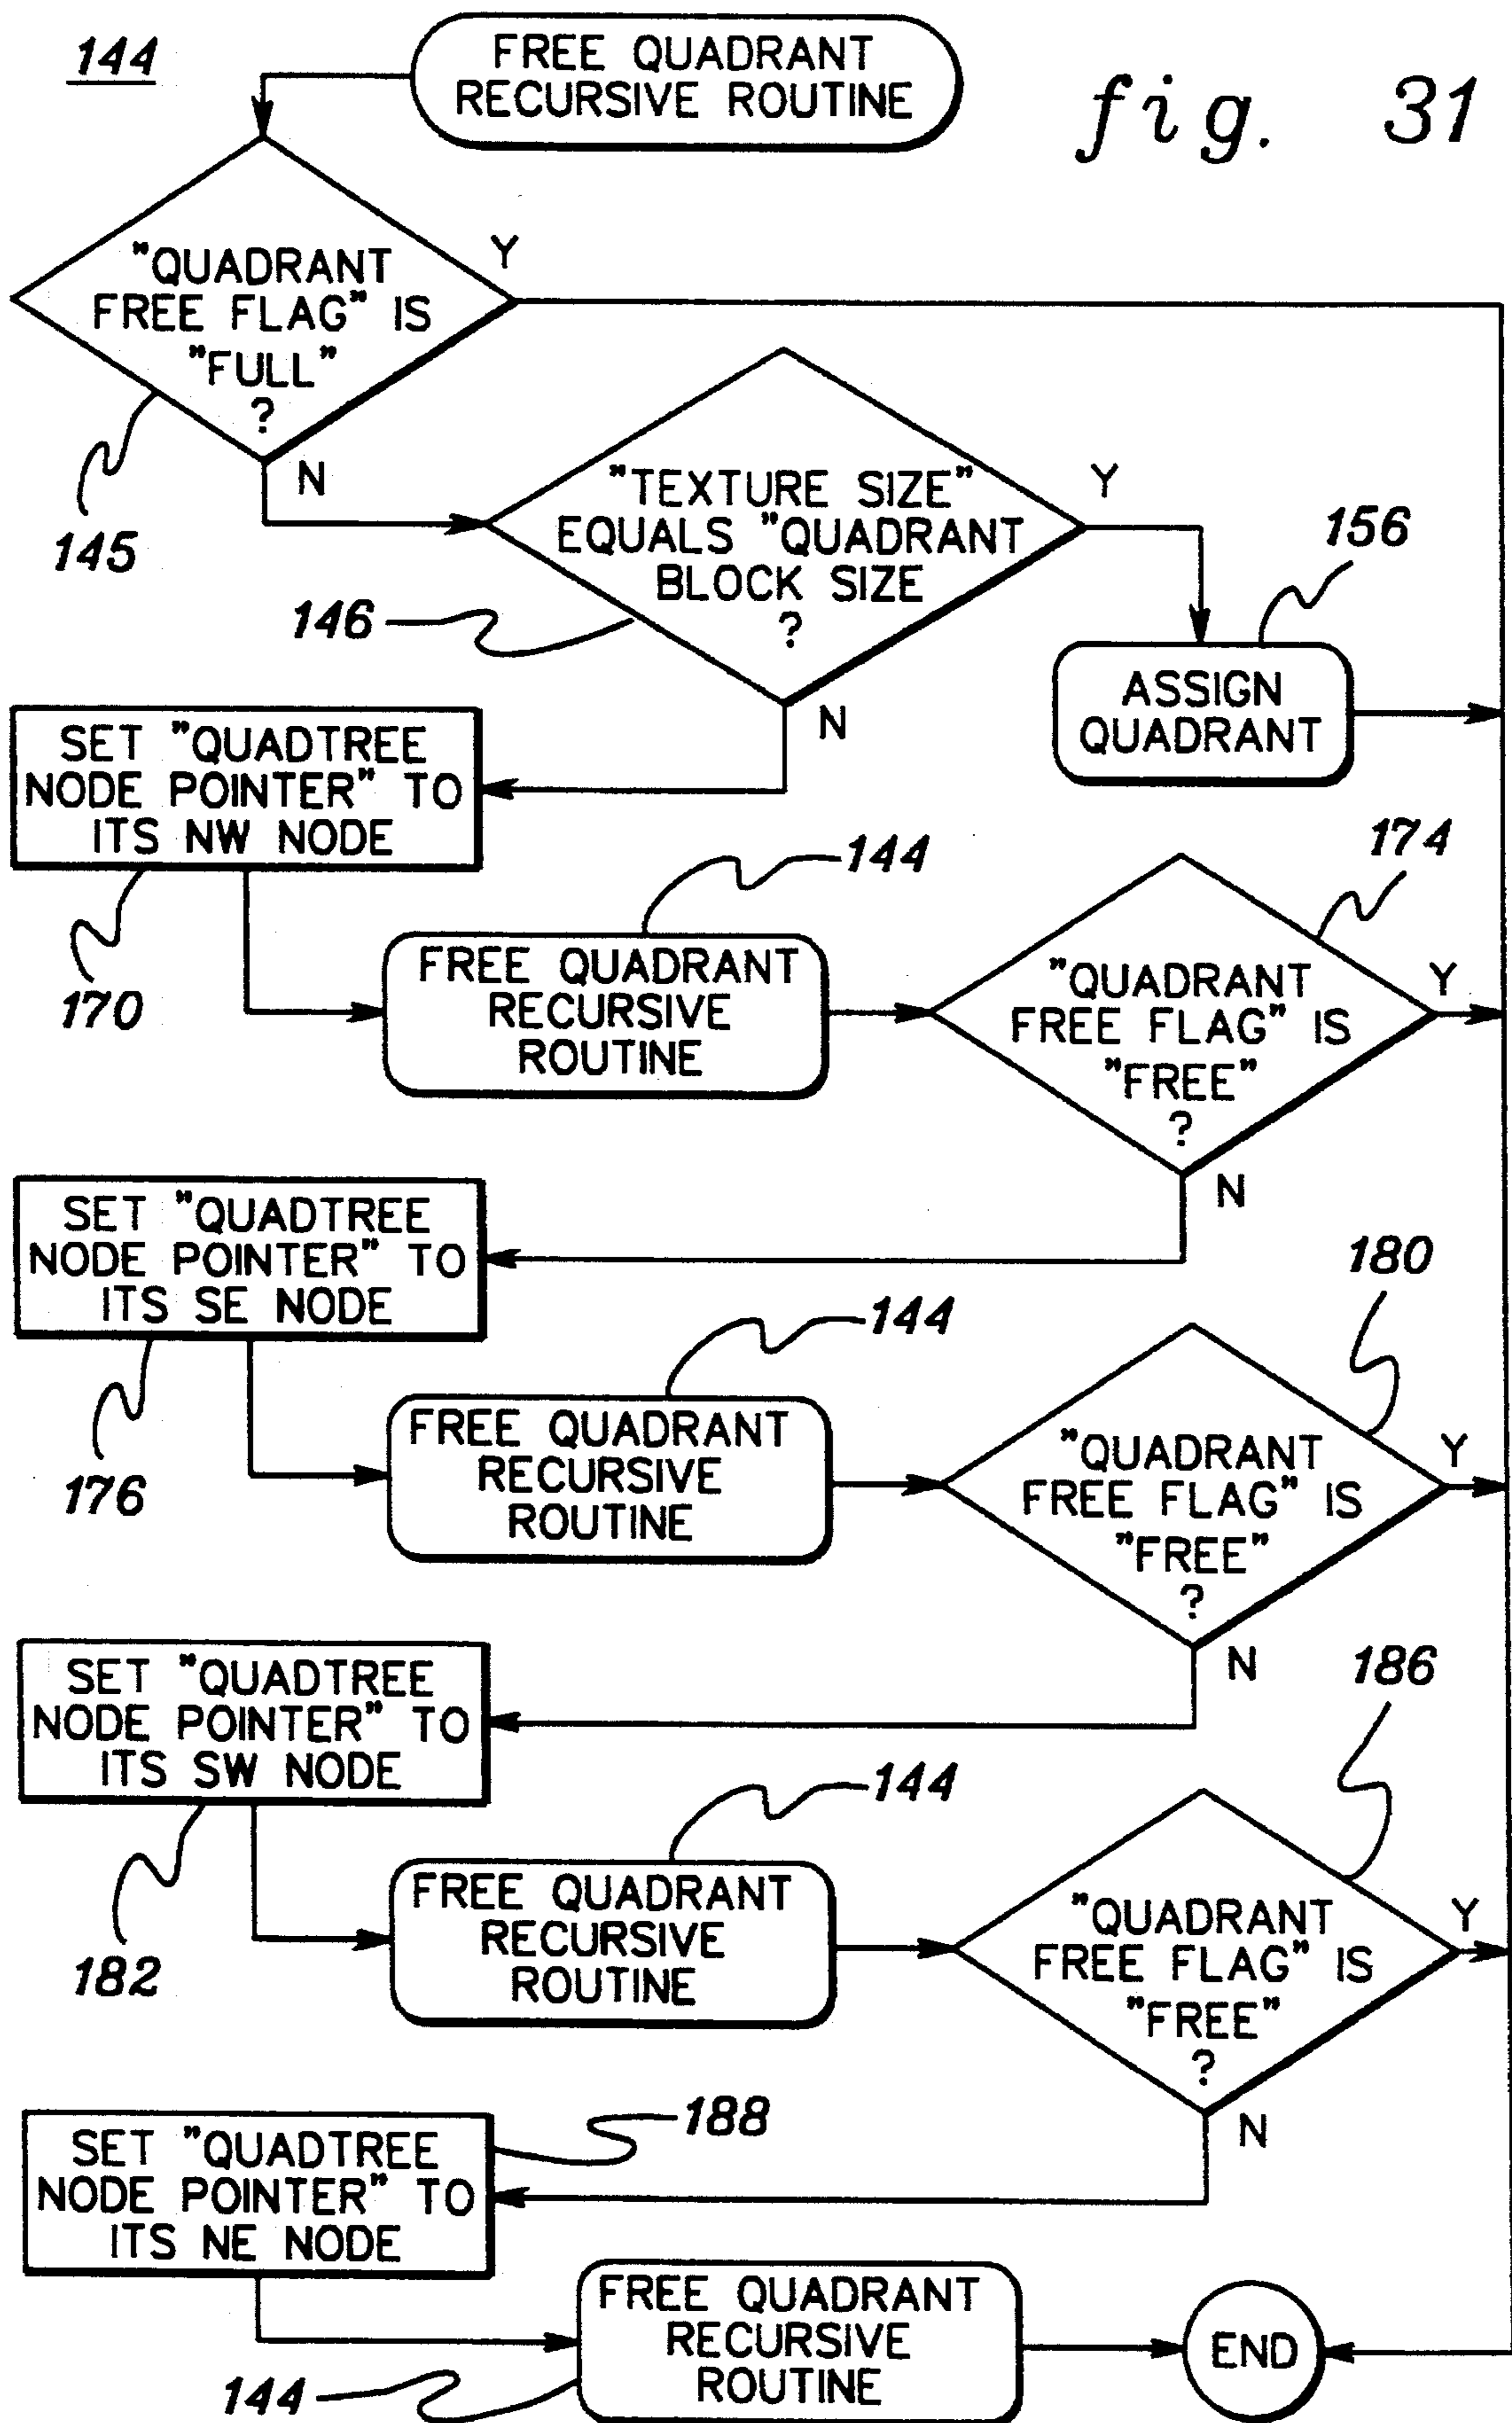 144
FREE QUADRANT
RECURSIVE ROUTINE
fig. 31
"QUADRANT
FREE FLAG" IS
"FULL"
?
Y
N
145
"TEXTURE SIZE"
EQUALS "QUADRANT
BLOCK SIZE
?
Y
N
146
156
ASSIGN
QUADRANT
SET "QUADTREE
NODE POINTER" TO
ITS NW NODE
170
144
FREE QUADRANT
RECURSIVE
ROUTINE
174
"QUADRANT
FREE FLAG" IS
"FREE"
?
Y
N
SET "QUADTREE
NODE POINTER" TO
ITS SE NODE
176
144
FREE QUADRANT
RECURSIVE
ROUTINE
180
"QUADRANT
FREE FLAG" IS
"FREE"
?
Y
N
SET "QUADTREE
NODE POINTER" TO
ITS SW NODE
182
144
FREE QUADRANT
RECURSIVE
ROUTINE
186
"QUADRANT
FREE FLAG" IS
"FREE"
?
Y
N
SET "QUADTREE
NODE POINTER" TO
ITS NE NODE
188
144
FREE QUADRANT
RECURSIVE
ROUTINE
END